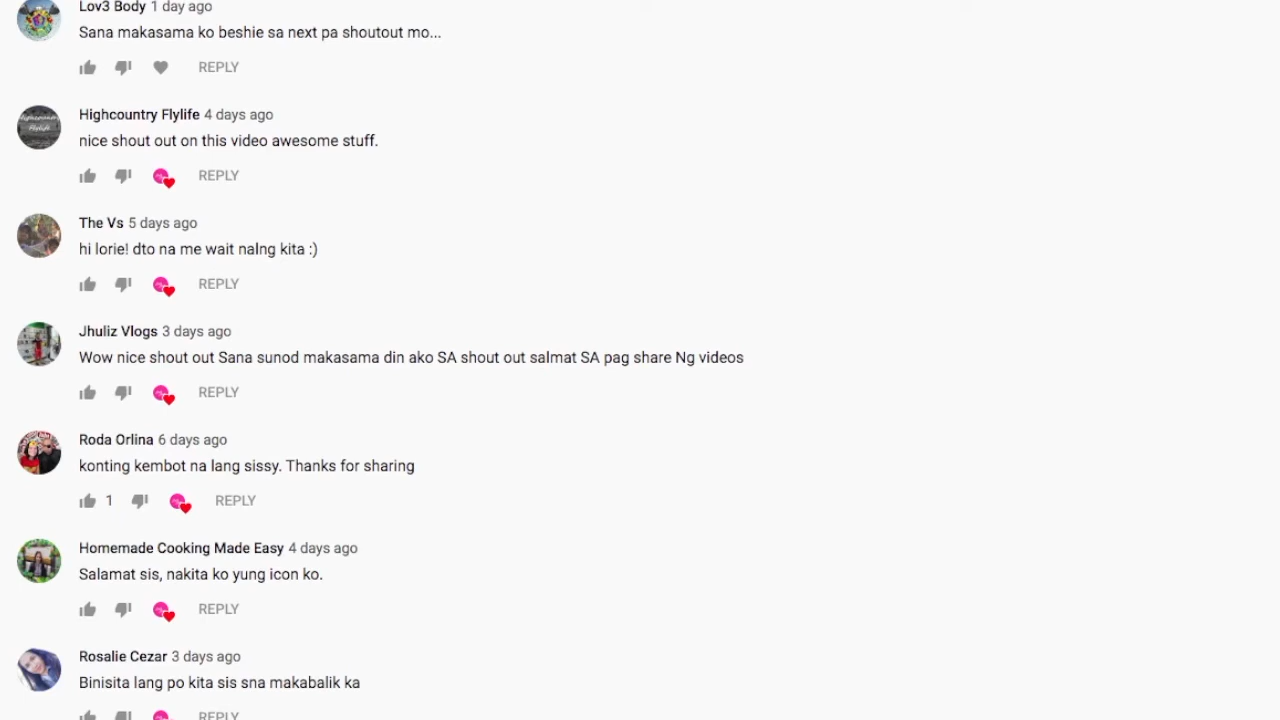 Lov3 Body 1 day ago
Sana makasama ko beshie sa next pa shoutout mo...
REPLY
Highcountry Flylife 4 days ago
nice shout out on this video awesome stuff.
REPLY
The Vs 5 days ago
hi lorie! dto na me wait nalng kita :)
REPLY
Jhuliz Vlogs 3 days ago
Wow nice shout out Sana sunod makasama din ako SA shout out salmat SA pag share Ng videos
REPLY
Roda Orlina 6 days ago
konting kembot na lang sissy. Thanks for sharing
1 REPLY
Homemade Cooking Made Easy 4 days ago
Salamat sis, nakita ko yung icon ko.
REPLY
Rosalie Cezar 3 days ago
Binisita lang po kita sis sna makabalik ka
REPLY